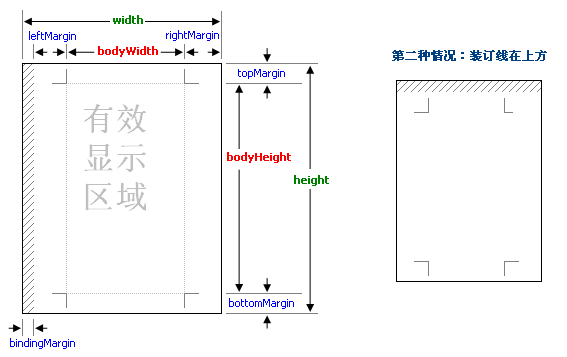 width
leftMargin
rightMargin
bodyWidth
topMargin
第二种情况：装订线在上方
有效
显示
区域
bodyHeight
height
bottomMargin
bindingMargin